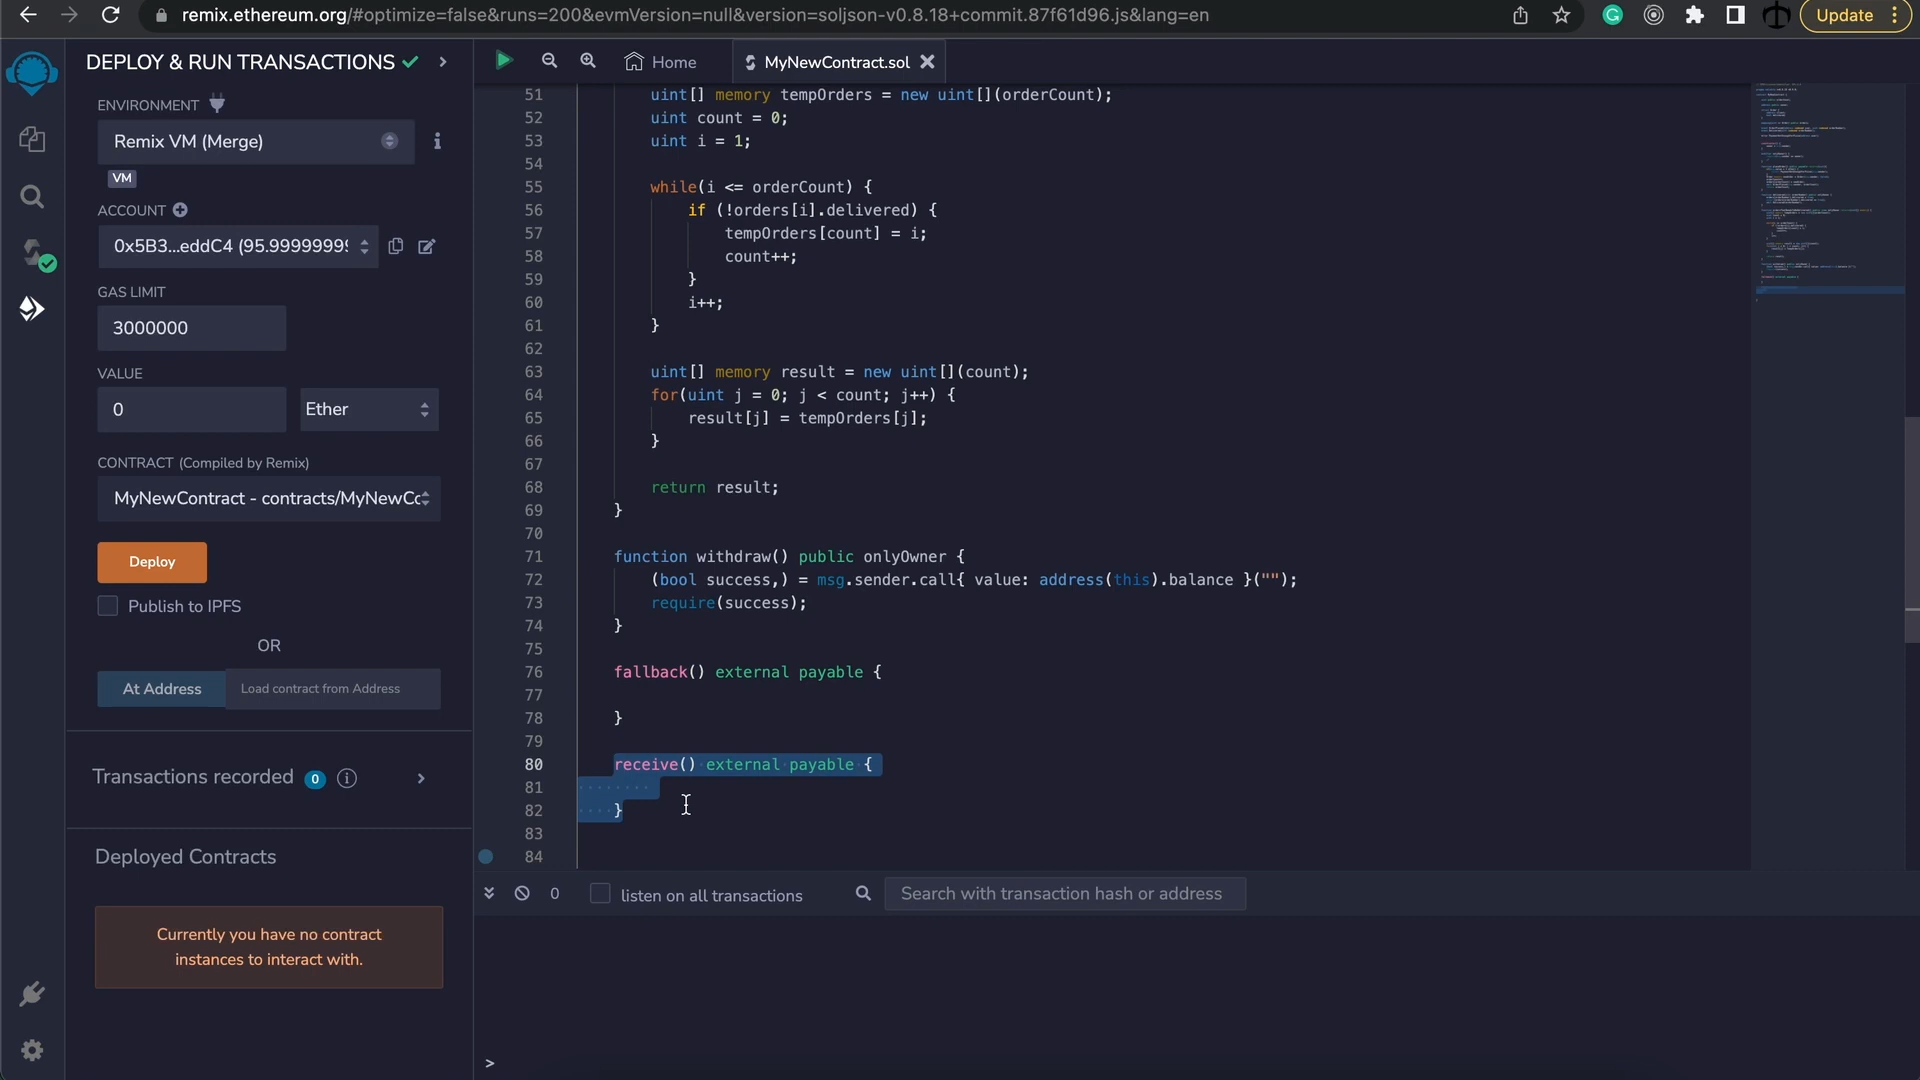 remix.ethereum.org/#optimize=false&runs=200&evmVersion=null&version=soljson-v0.8.18+commit.87f61d96.js&lang=en
Update
DEPLOY & RUN TRANSACTIONS
ENVIRONMENT
Remix VM (Merge)
VM
ACCOUNT
0x5B3...eddC4 (95.9999999
GAS LIMIT
3000000
VALUE
0
Ether
CONTRACT (Compiled by Remix)
MyNewContract - contracts/MyNewCc
Deploy
Publish to IPFS
OR
At Address
Load contract from Address
Transactions recorded 0 i
Deployed Contracts
Currently you have no contract
instances to interact with.
Home
MyNewContract.sol
51 uint[] memory tempOrders = new uint[](orderCount);
52 uint count = 0;
53 uint i = 1;
54
55 while(i <= orderCount) {
56 if (!orders[i].delivered) {
57 tempOrders[count] = i;
58 count++;
59 }
60 i++;
61 }
62
63 uint[] memory result = new uint[](count);
64 for(uint j = 0; j < count; j++) {
65 result[j] = tempOrders[j];
66 }
67
68 return result;
69 }
70
71 function withdraw() public onlyOwner {
72 (bool success,) = msg.sender.call{ value: address(this).balance }("");
73 require(success);
74 }
75
76 fallback() external payable {
77
78 }
79
80 receive() external payable {
81
82 }
83
84
0
listen on all transactions
Search with transaction hash or address
>